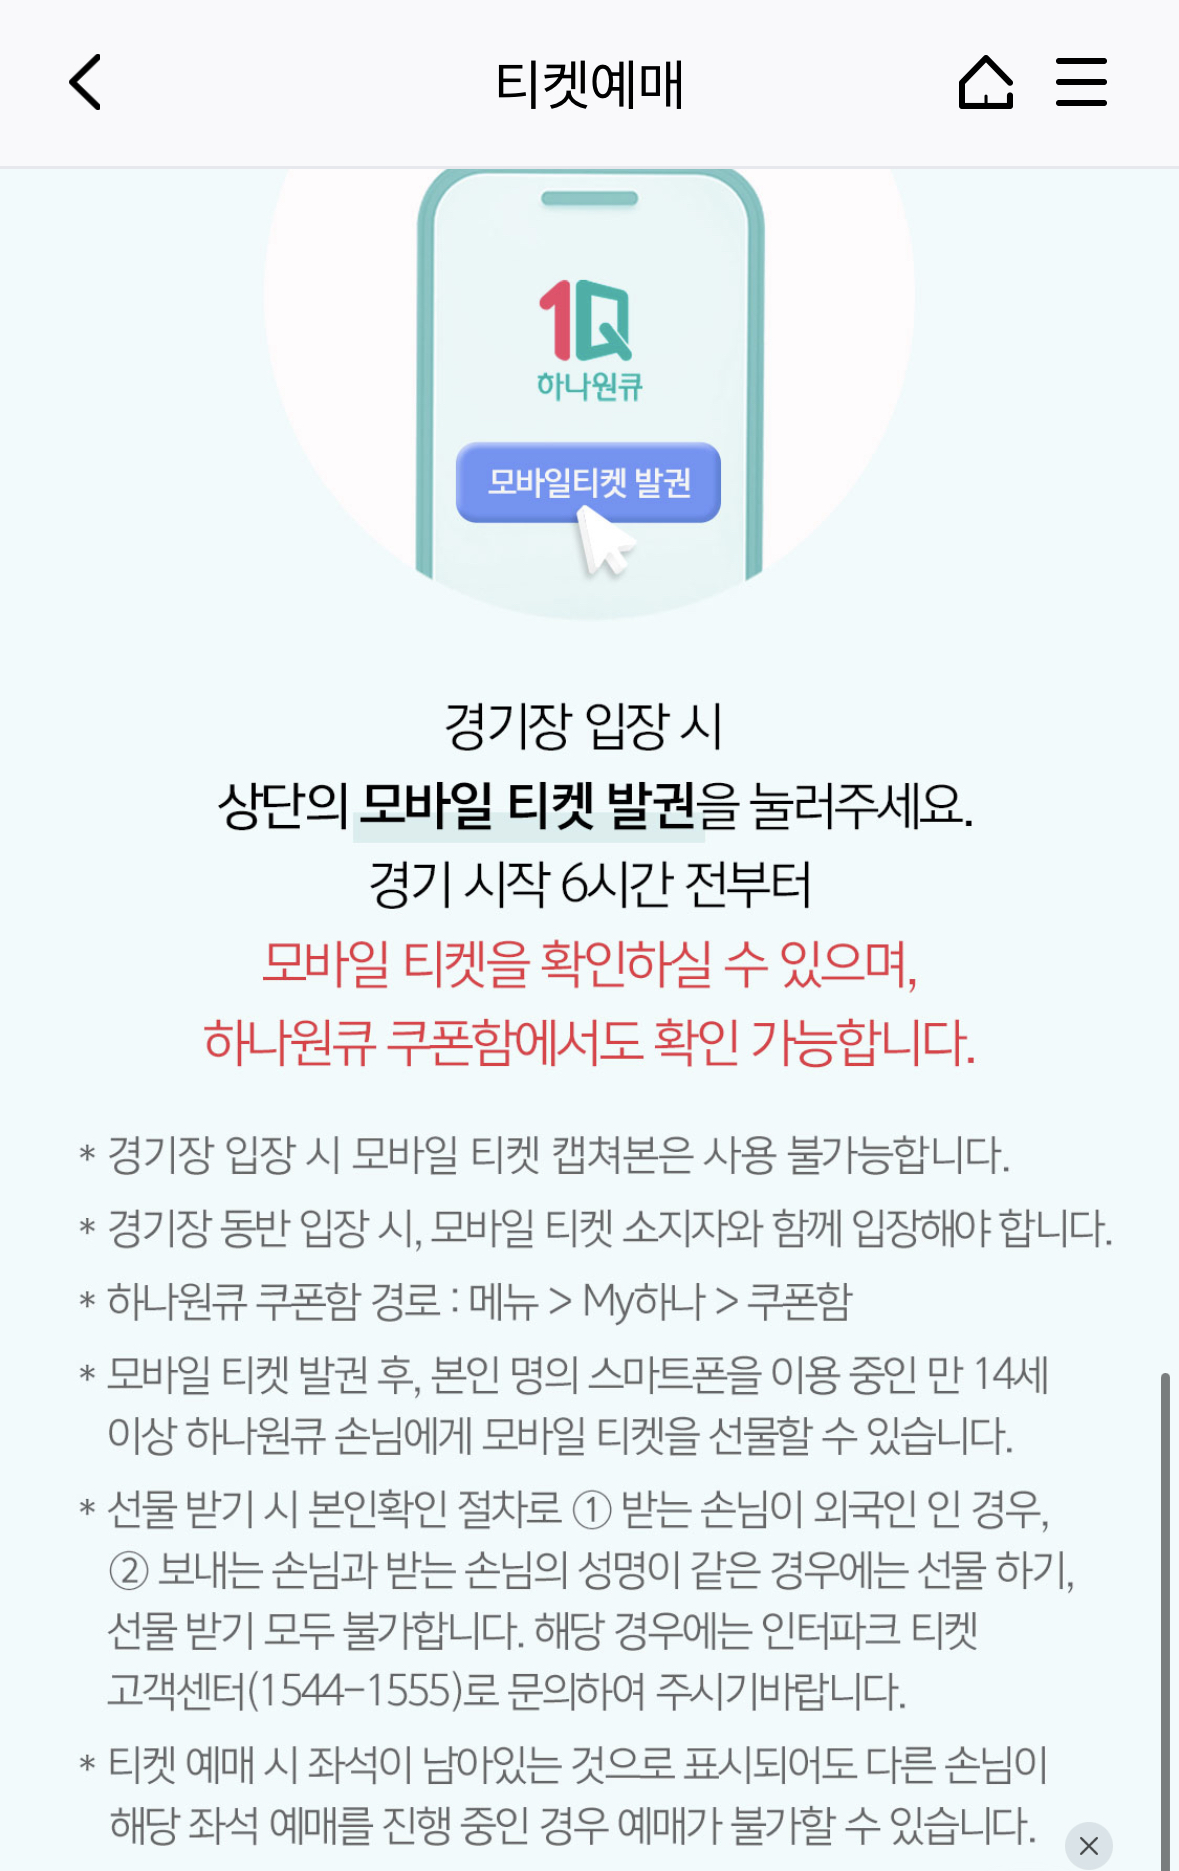 티켓예매
1Q
하나원큐
모바일티켓 발권
경기장 입장 시
상단의 모바일 티켓 발권을 눌러주세요.
경기 시작 6시간 전부터
모바일 티켓을 확인하실 수 있으며,
하나원큐 쿠폰함에서도 확인 가능합니다.
* 경기장 입장 시 모바일 티켓 캡쳐본은 사용 불가능합니다.
* 경기장 동반 입장 시, 모바일 티켓 소지자와 함께 입장해야 합니다.
* 하나원큐 쿠폰함 경로 : 메뉴 > My하나 > 쿠폰함
* 모바일 티켓 발권 후, 본인 명의 스마트폰을 이용 중인 만 14세
이상 하나원큐 손님에게 모바일 티켓을 선물할 수 있습니다.
* 선물 받기 시 본인확인 절차로 ① 받는 손님이 외국인 인 경우,
② 보내는 손님과 받는 손님의 성명이 같은 경우에는 선물 하기,
선물 받기 모두 불가합니다. 해당 경우에는 인터파크 티켓
고객센터(1544-1555)로 문의하여 주시기바랍니다.
* 티켓 예매 시 좌석이 남아있는 것으로 표시되어도 다른 손님이
해당 좌석 예매를 진행 중인 경우 예매가 불가할 수 있습니다.